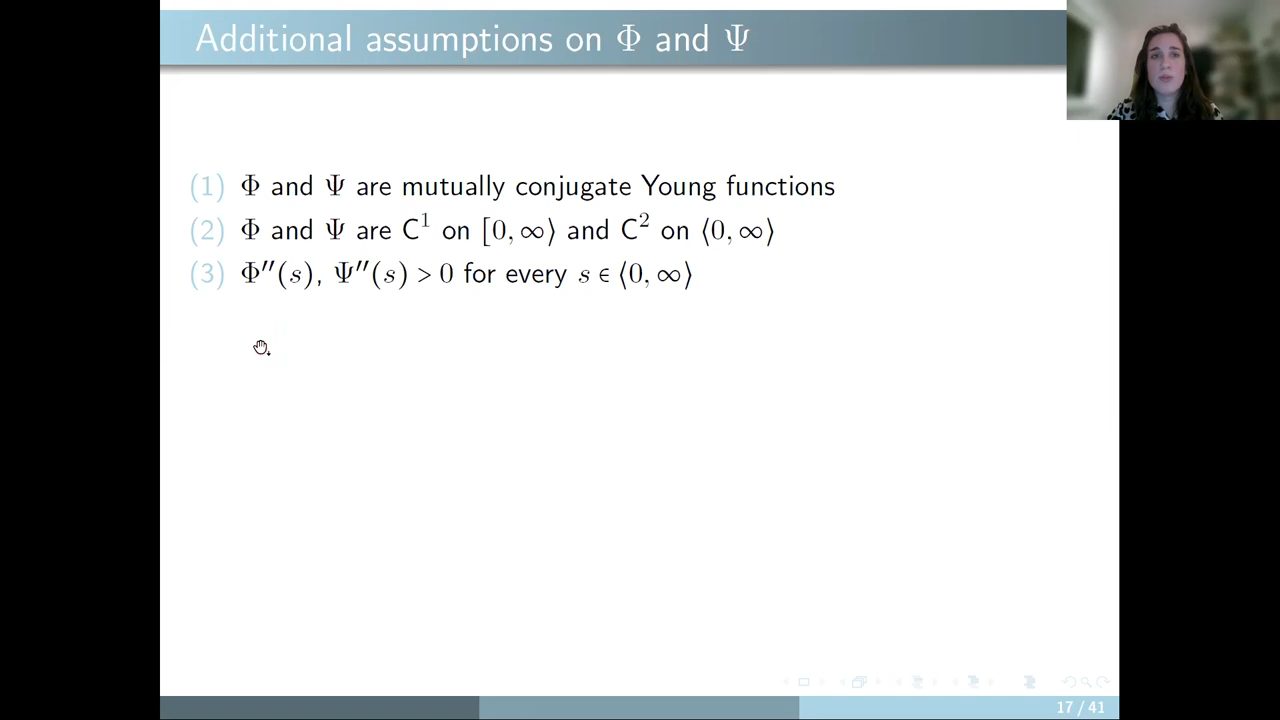 Additional assumptions on Φ and Ψ
(1) Φ and Ψ are mutually conjugate Young functions
(2) Φ and Ψ are C¹ on [0, ∞⟩ and C² on ⟨0, ∞⟩
(3) Φ′′(s), Ψ′′(s) > 0 for every s ∈ ⟨0, ∞⟩
17 / 41